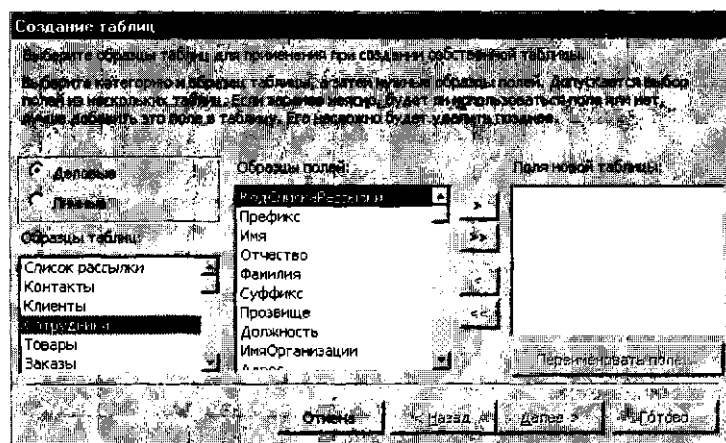 Создание таблиц
Выберите образцы таблиц для применения при создании собственной таблицы.
Выберите категорию и образец таблицы, а затем нужные образцы полей. Допускается выбор
полей из нескольких таблиц. Если заранее неясно, будет ли использоваться поле или нет,
лучше добавить это поле в таблицу. Его несложно будет удалить позднее.
Деловые
Личные
Образцы таблиц:
Список рассылки
Контакты
Клиенты
Сотрудники
Товары
Заказы
Образцы полей:
КодСпискаРассылки
Префикс
Имя
Отчество
Фамилия
Суффикс
Прозвище
Должность
ИмяОрганизации
Адрес
>
>>
<
<<
Поля новой таблицы:
Переименовать поле...
Отмена
< Назад
Далее >
Готово